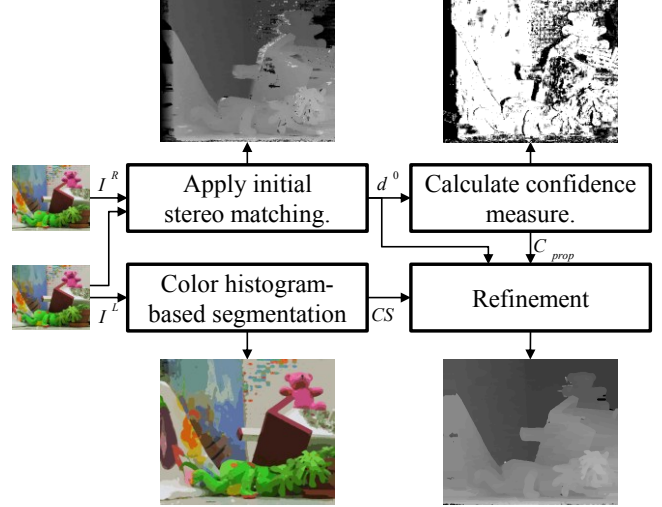 I^R
Apply initial
stereo matching.
d^0
Calculate confidence
measure.
C_prop
I^L
Color histogram-
based segmentation
CS
Refinement